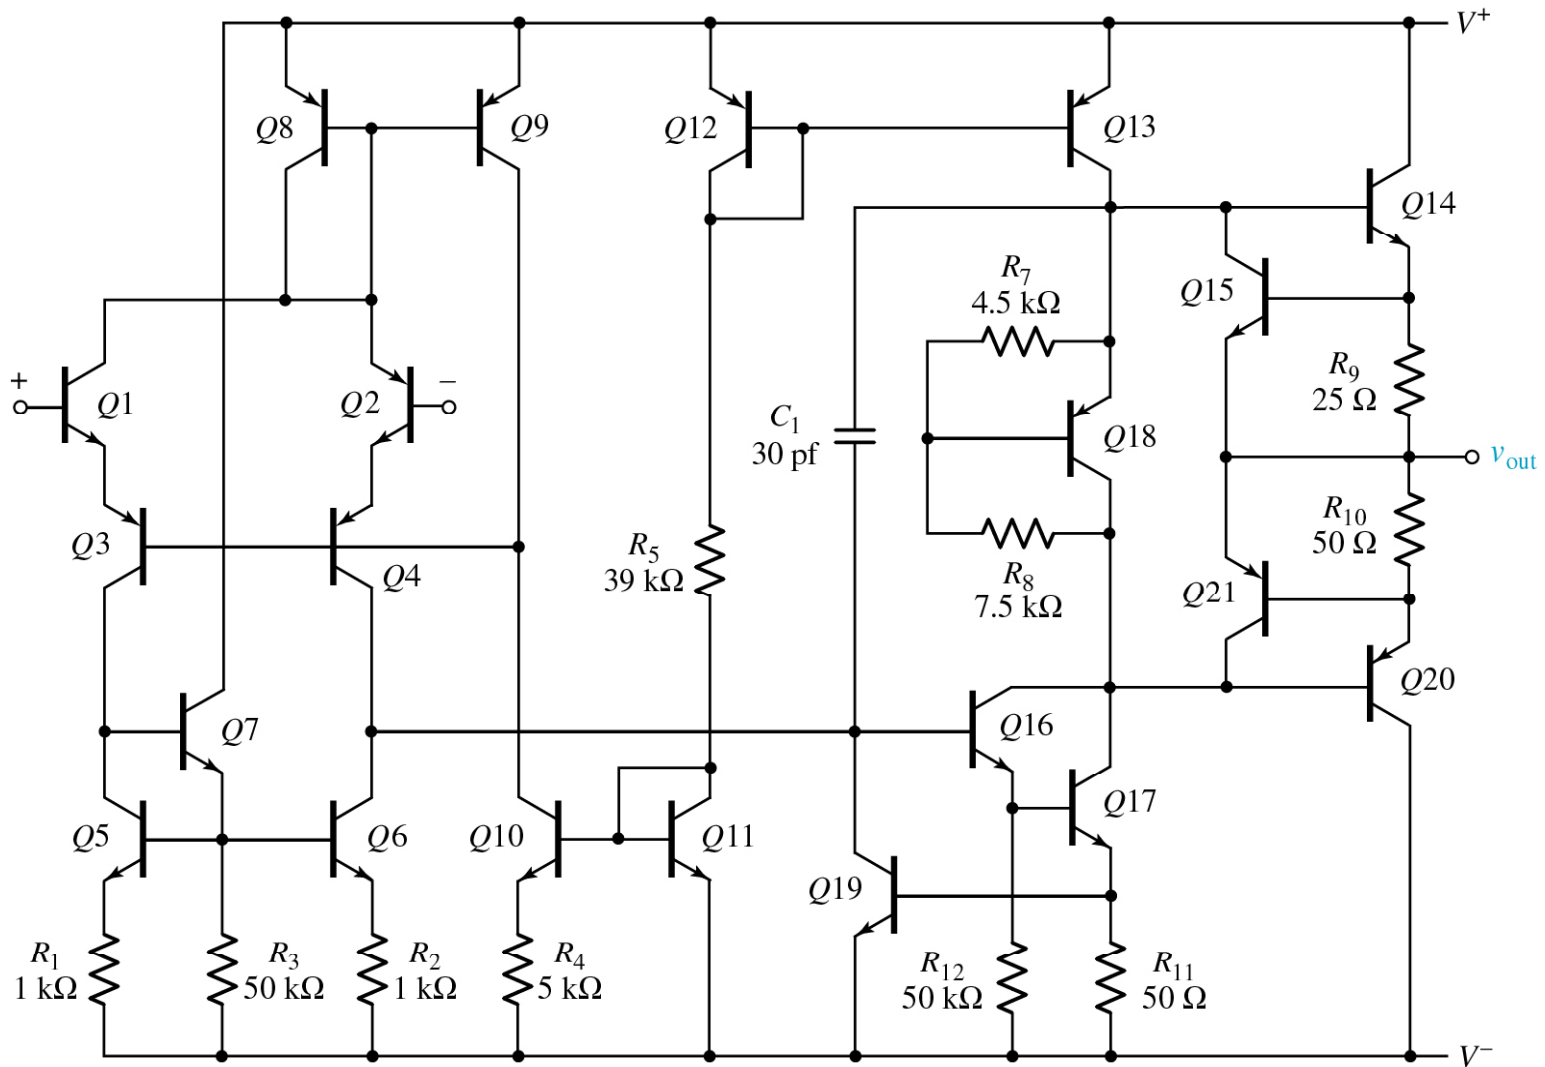 V⁺
Q8
Q9
Q12
Q13
Q14
R₇
4.5 kΩ
Q15
+
Q1
Q2
−
C₁
30 pf
Q18
R₉
25 Ω
v_out
Q3
Q4
R₅
39 kΩ
R₈
7.5 kΩ
R₁₀
50 Ω
Q21
Q20
Q7
Q16
Q5
Q6
Q10
Q11
Q17
Q19
R₁
1 kΩ
R₃
50 kΩ
R₂
1 kΩ
R₄
5 kΩ
R₁₂
50 kΩ
R₁₁
50 Ω
V⁻